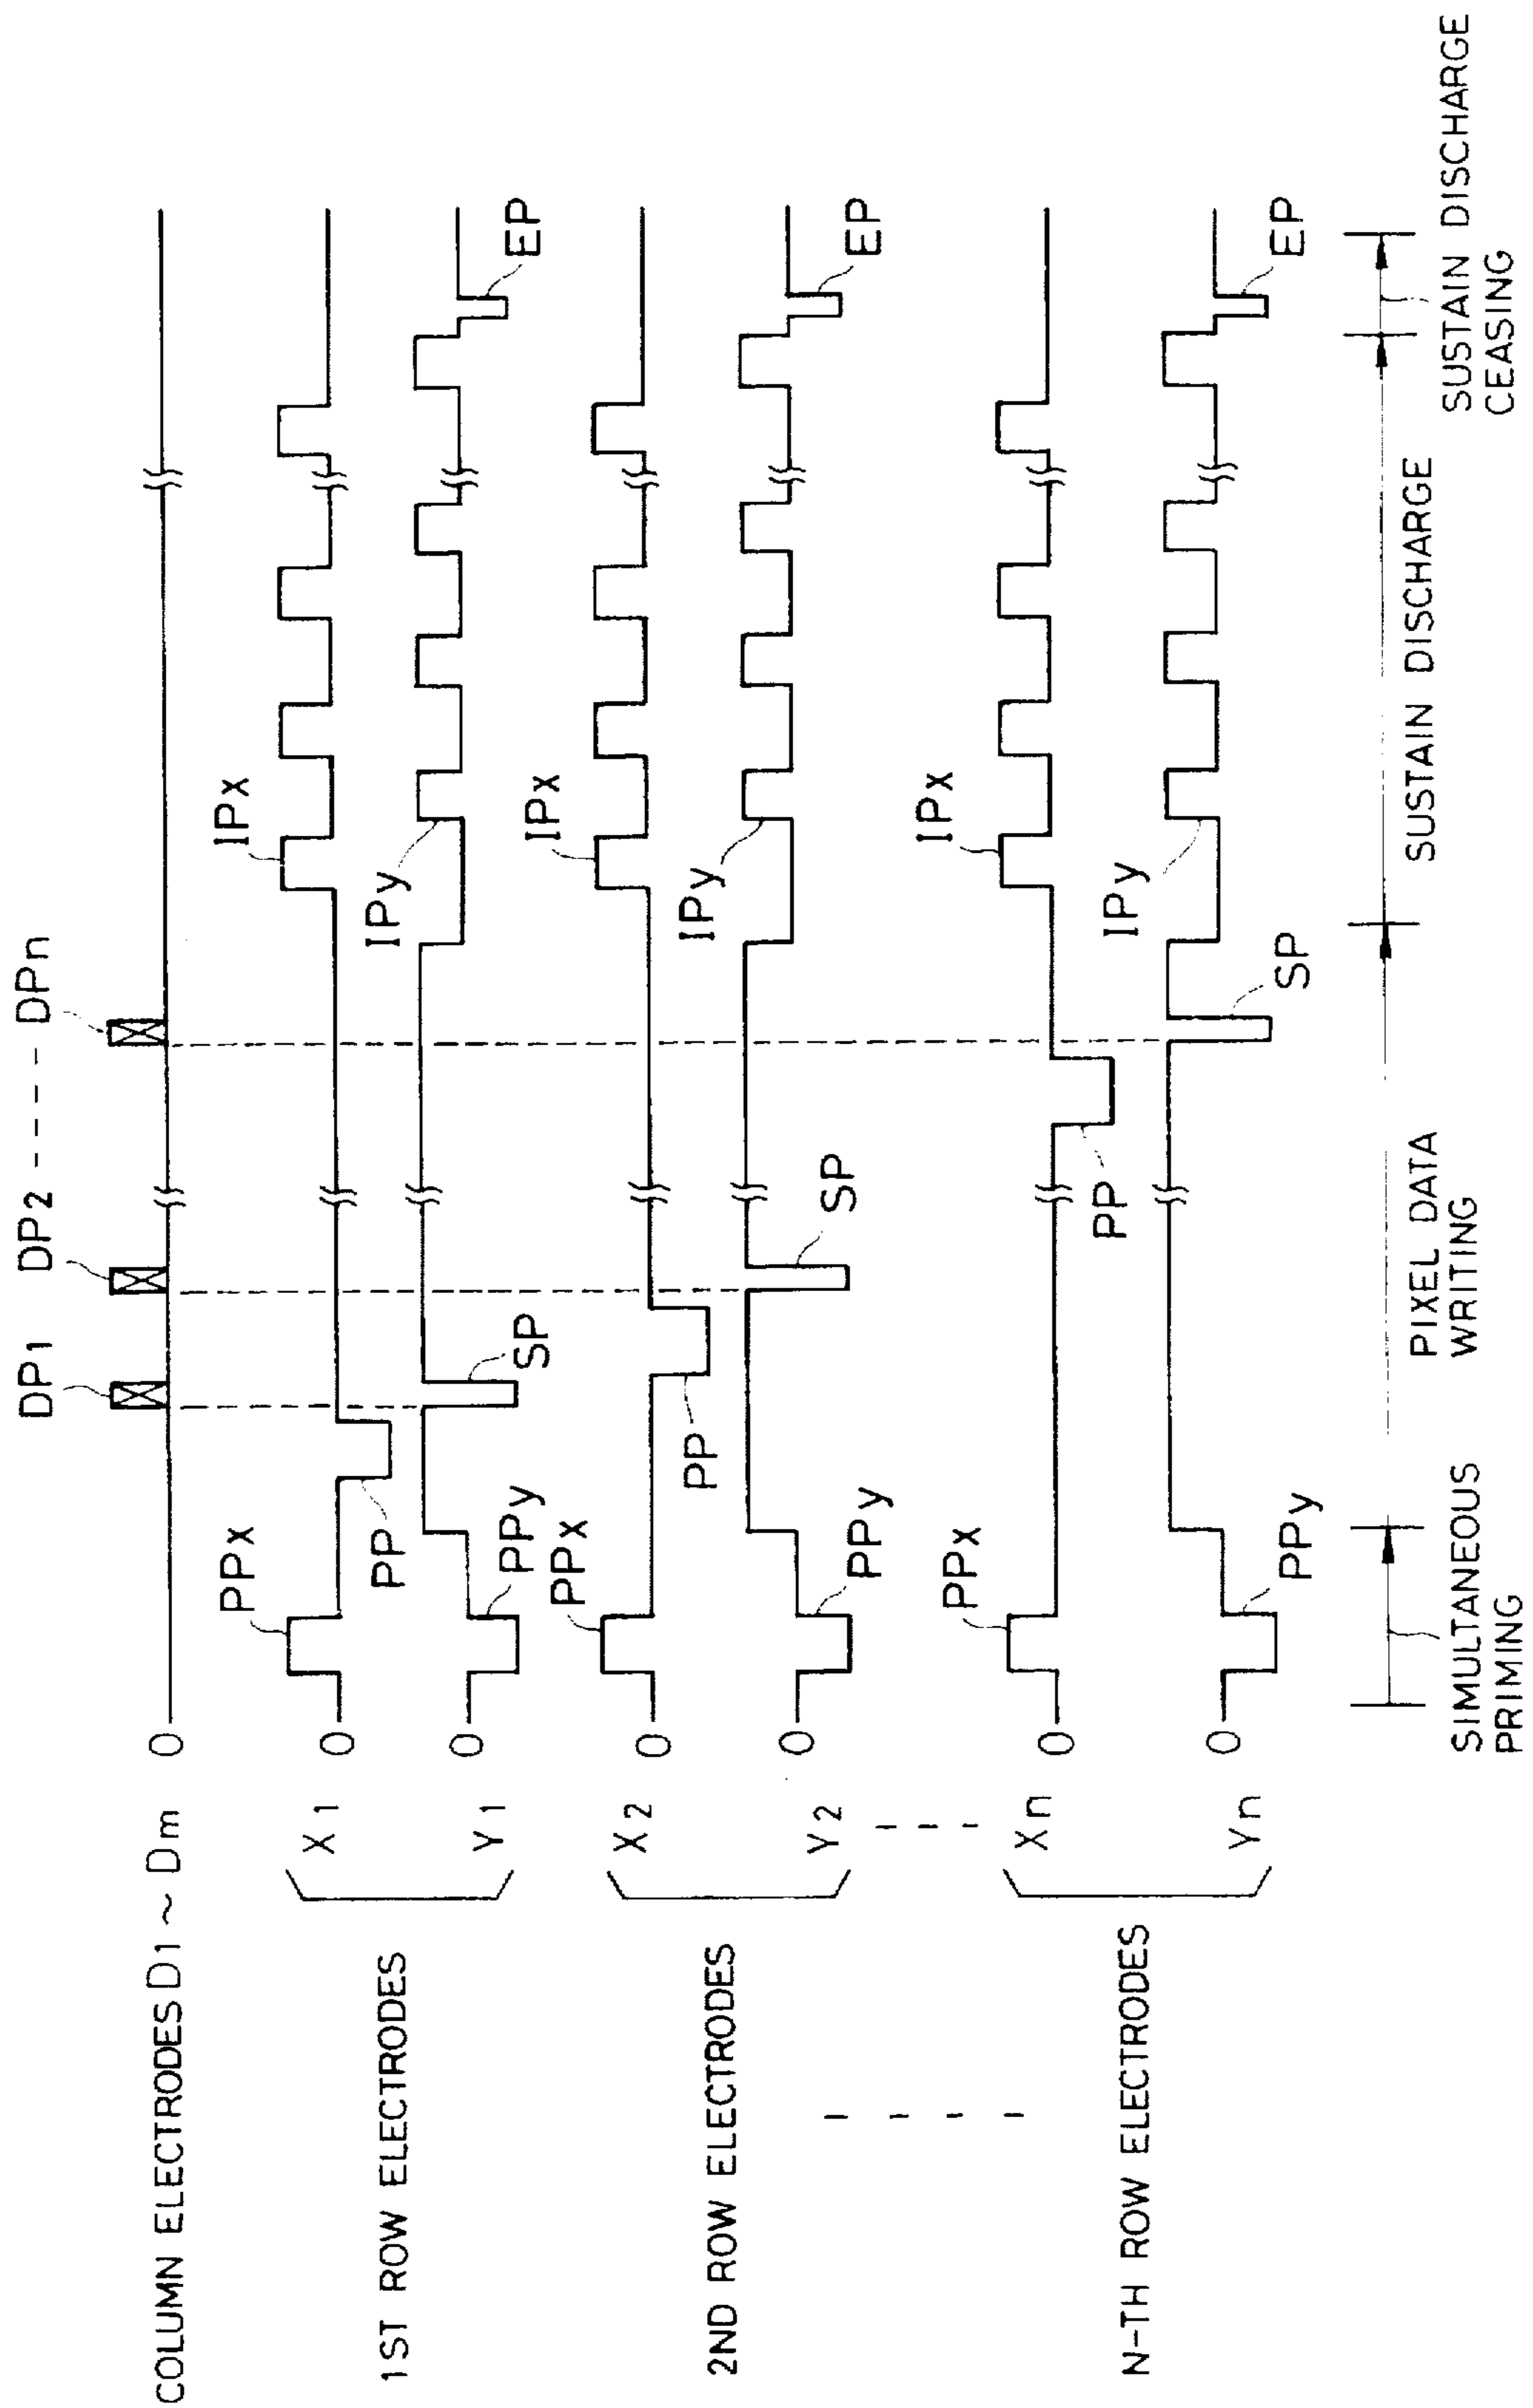 DP1 DP2 ---- DPn
COLUMN ELECTRODES D1 ~ Dm 0
PPx IPx
1ST ROW ELECTRODES X1 0
PP
IPy
Y1 0
PPy SP EP
PPx IPx
2ND ROW ELECTRODES X2 0
PP
IPy
Y2 0
PPy SP EP
PPx IPx
N-TH ROW ELECTRODES Xn 0
PP
IPy
Yn 0
PPy SP EP
SIMULTANEOUS
PRIMING
PIXEL DATA
WRITING
SUSTAIN DISCHARGE
SUSTAIN DISCHARGE
CEASING